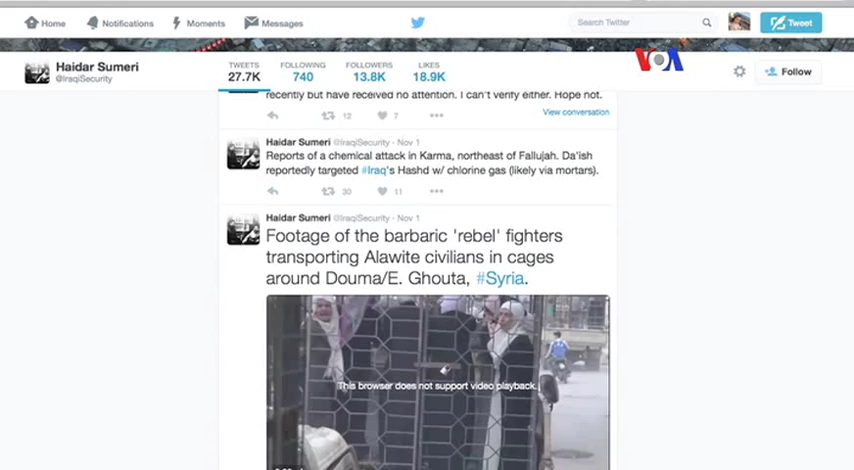 Home
Notifications
Moments
Messages
Search Twitter
Tweet
VOA
Haidar Sumeri
@IraqiSecurity
TWEETS
27.7K
FOLLOWING
740
FOLLOWERS
13.8K
LIKES
18.9K
Follow
recently but have received no attention. I can't verify either. Hope not.
12
7
View conversation
Haidar Sumeri @IraqiSecurity · Nov 1
Reports of a chemical attack in Karma, northeast of Fallujah. Da'ish
reportedly targeted #Iraq's Hashd w/ chlorine gas (likely via mortars).
30
11
Haidar Sumeri @IraqiSecurity · Nov 1
Footage of the barbaric 'rebel' fighters
transporting Alawite civilians in cages
around Douma/E. Ghouta, #Syria.
This browser does not support video playback.